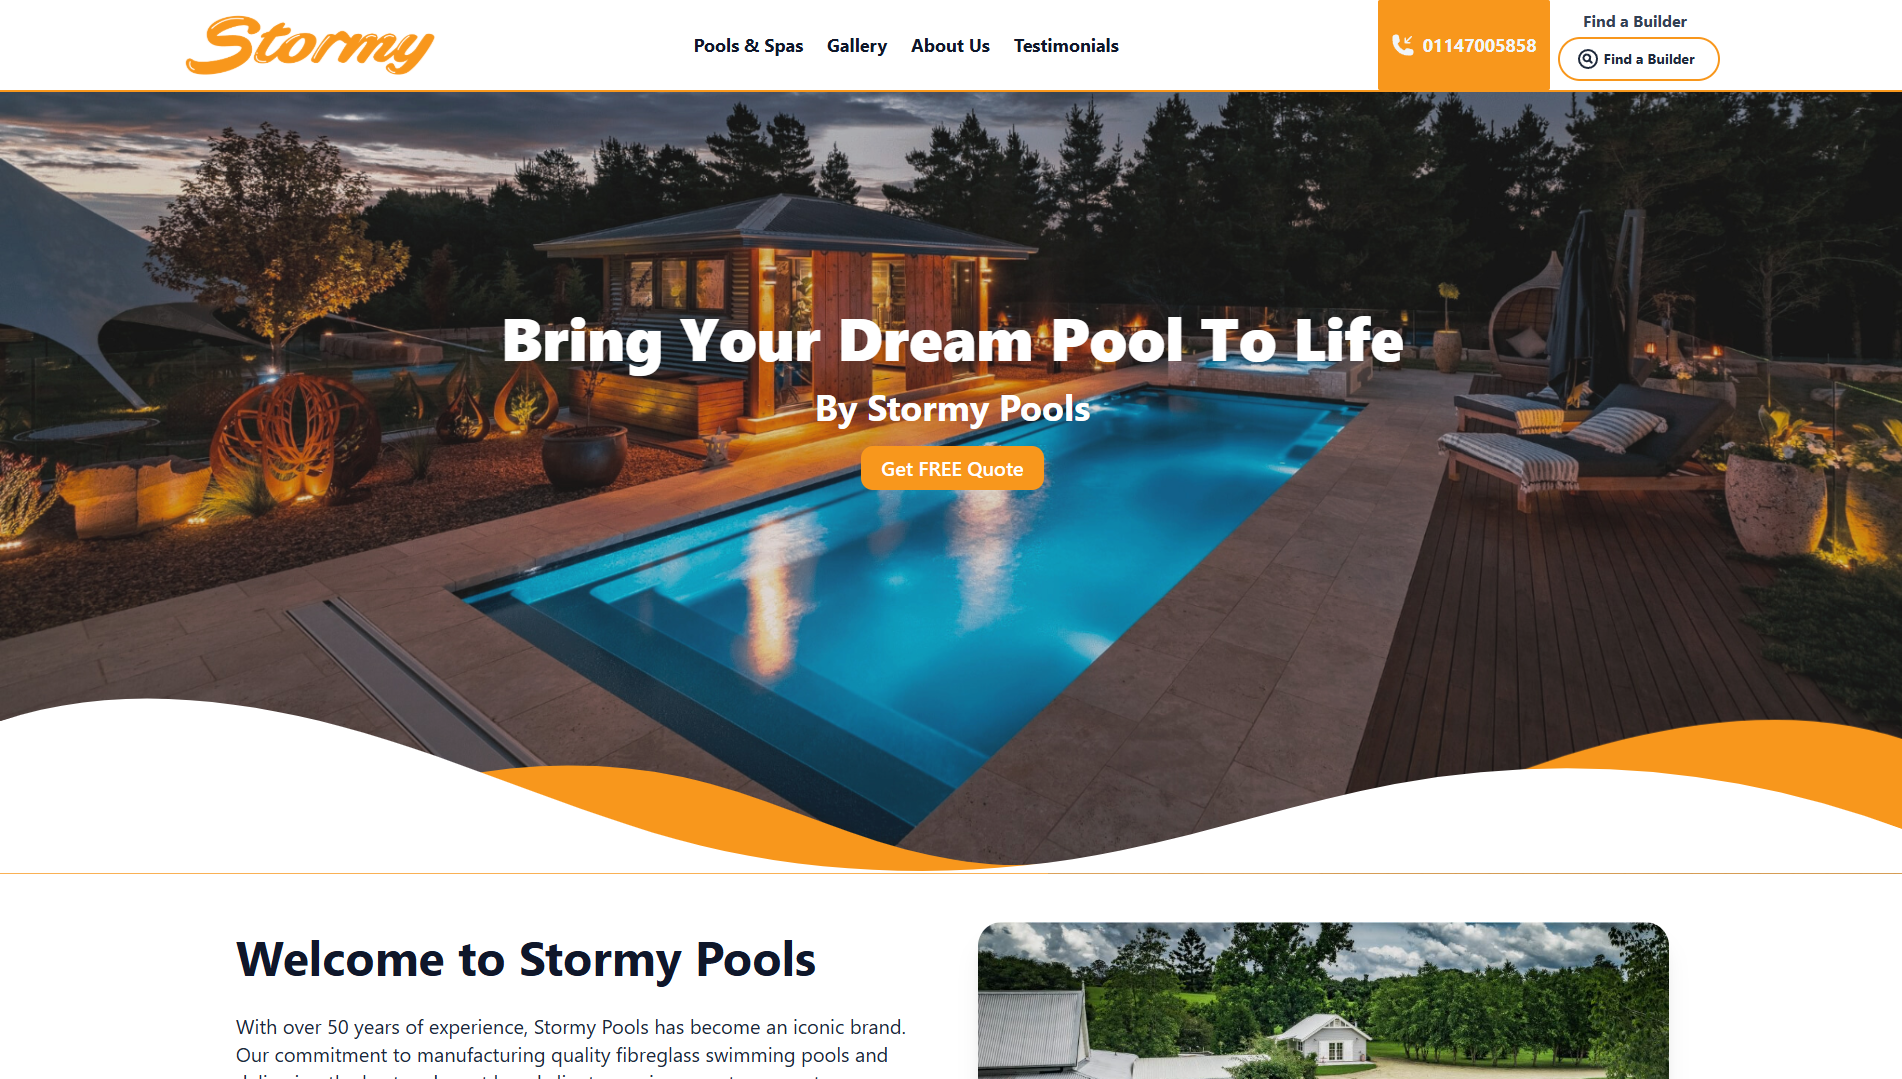 Stormy
Pools & Spas
Gallery
About Us
Testimonials
01147005858
Find a Builder
Find a Builder
Bring Your Dream Pool To Life
By Stormy Pools
Get FREE Quote
Welcome to Stormy Pools
With over 50 years of experience, Stormy Pools has become an iconic brand.
Our commitment to manufacturing quality fibreglass swimming pools and